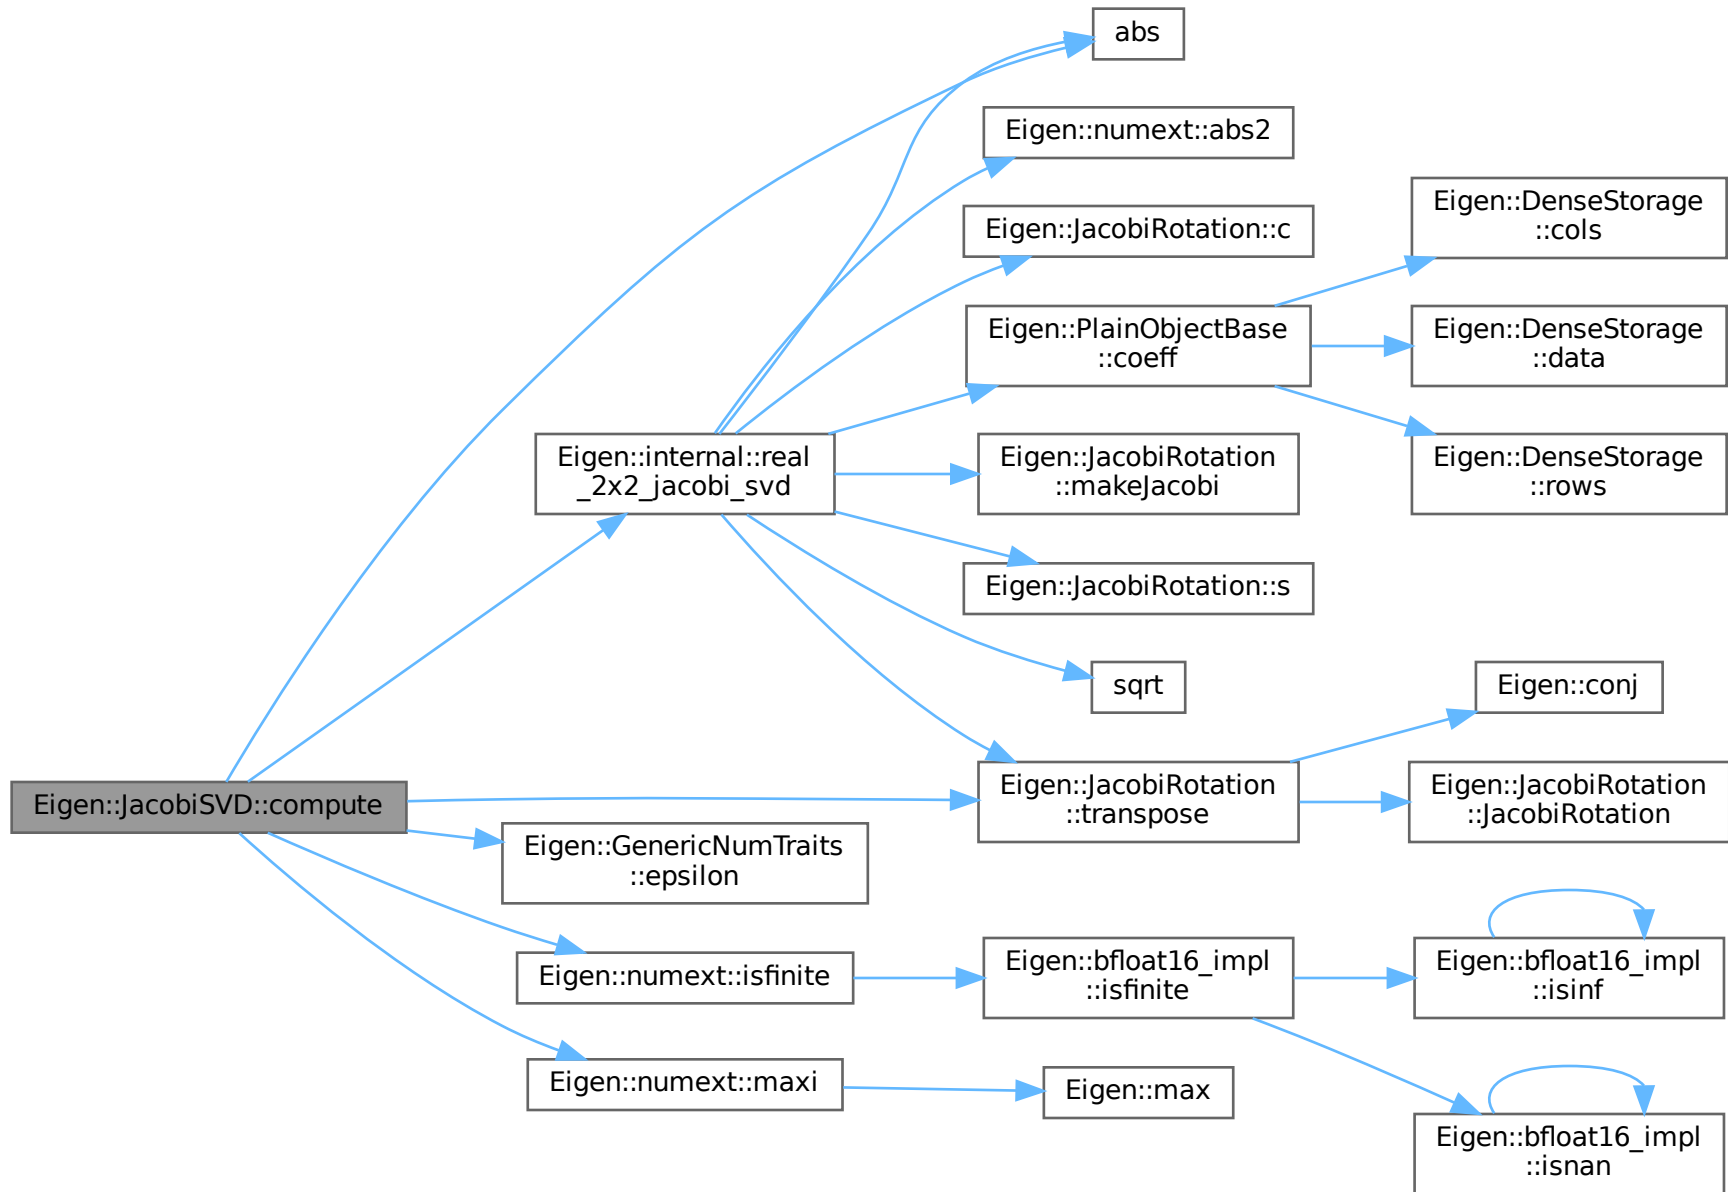 abs
Eigen::numext::abs2
Eigen::DenseStorage
::cols
Eigen::JacobiRotation::c
Eigen::PlainObjectBase
::coeff
Eigen::DenseStorage
::data
Eigen::internal::real
_2x2_jacobi_svd
Eigen::JacobiRotation
::makeJacobi
Eigen::DenseStorage
::rows
Eigen::JacobiRotation::s
sqrt
Eigen::conj
Eigen::JacobiSVD::compute
Eigen::JacobiRotation
::transpose
Eigen::JacobiRotation
::JacobiRotation
Eigen::GenericNumTraits
::epsilon
Eigen::numext::isfinite
Eigen::bfloat16_impl
::isfinite
Eigen::bfloat16_impl
::isinf
Eigen::numext::maxi
Eigen::max
Eigen::bfloat16_impl
::isnan